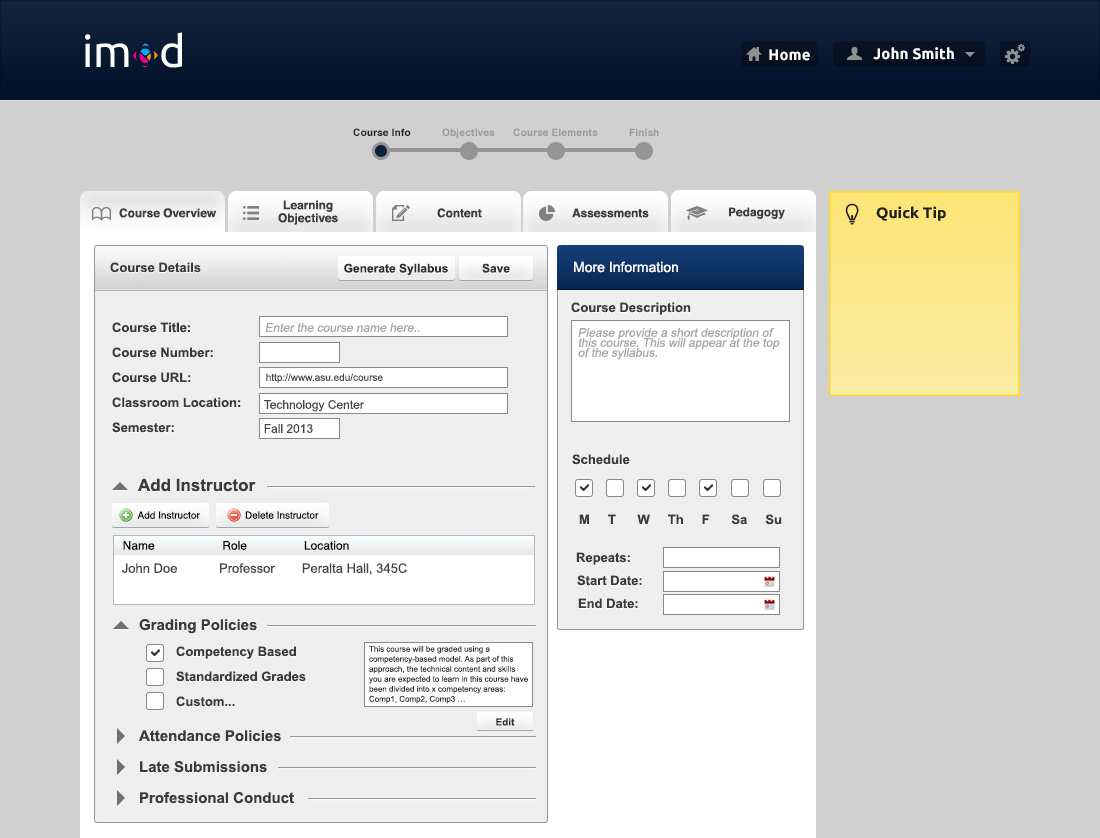 imod
Home
John Smith
Course Info
Objectives
Course Elements
Finish
Course Overview
Learning
Objectives
Content
Assessments
Pedagogy
Quick Tip
Course Details
Generate Syllabus
Save
Course Title:
Enter the course name here..
Course Number:
Course URL:
http://www.asu.edu/course
Classroom Location:
Technology Center
Semester:
Fall 2013
Add Instructor
Add Instructor
Delete Instructor
Name Role Location
John Doe Professor Peralta Hall, 345C
Grading Policies
Competency Based
Standardized Grades
Custom...
This course will be graded using a
competency-based model. As part of this
approach, the technical content and skills
you are expected to learn in this course have
been divided into x competency areas:
Comp1, Comp2, Comp3 ...
Edit
Attendance Policies
Late Submissions
Professional Conduct
More Information
Course Description
Please provide a short description of
this course. This will appear at the top
of the syllabus.
Schedule
M T W Th F Sa Su
Repeats:
Start Date:
End Date: